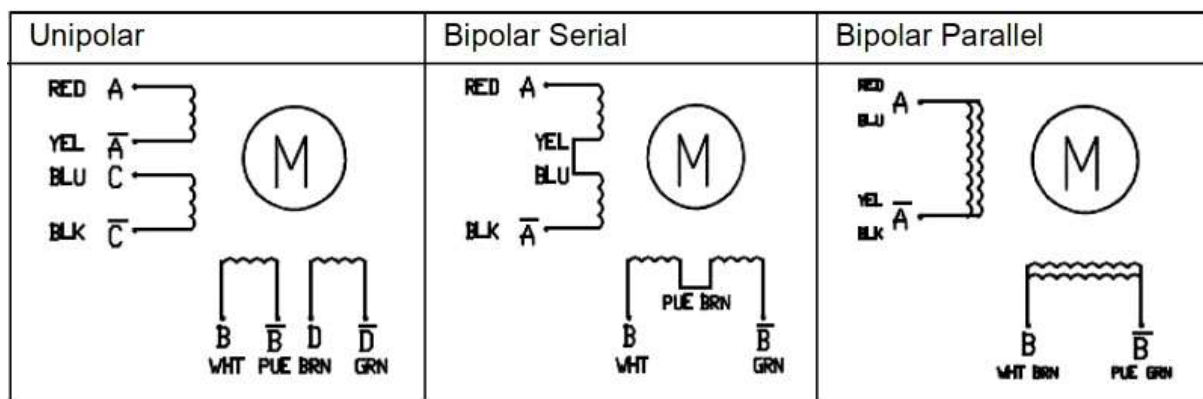 Unipolar
RED A
YEL A̅
BLU C
BLK C̅
M
B B̅ D D̅
WHT PUE BRN GRN
Bipolar Serial
RED A
YEL
BLU
BLK A̅
M
PUE BRN
B B̅
WHT GRN
Bipolar Parallel
RED
A
BLU
YEL
A̅
BLK
M
B B̅
WHT BRN PUE GRN